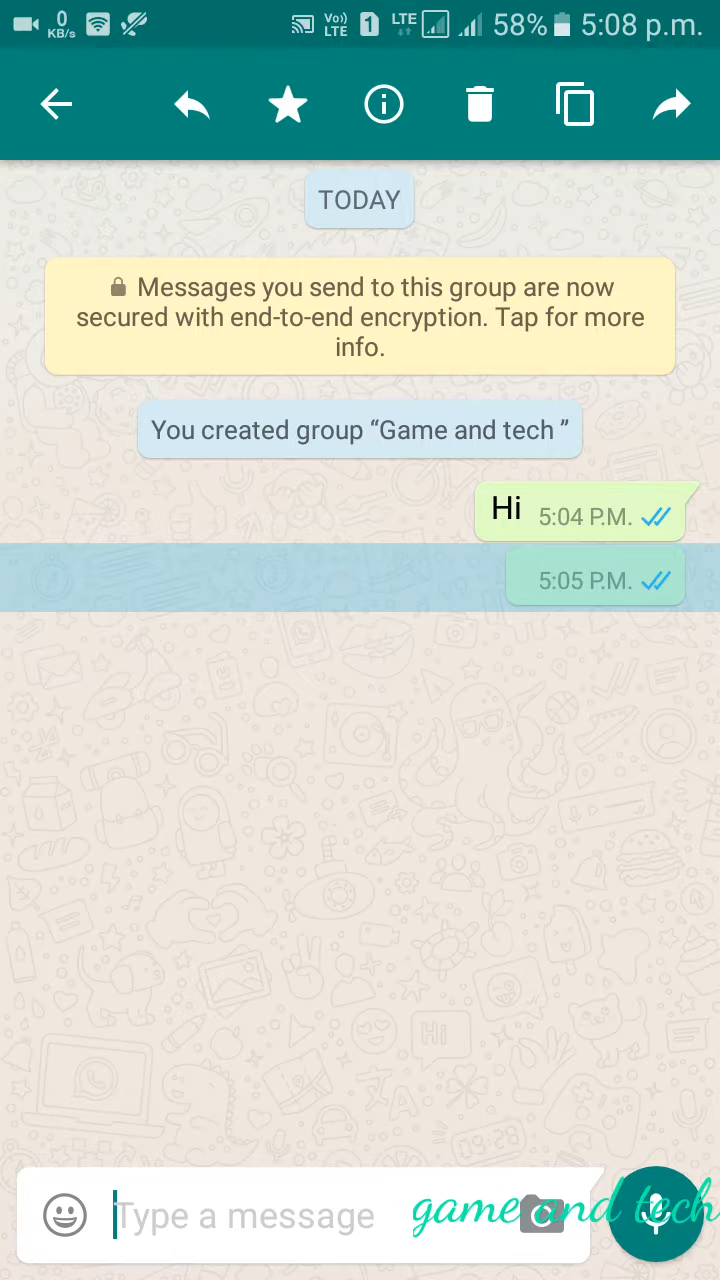 0 KB/s Vo)) LTE 1 LTE 58% 5:08 p.m.
TODAY
Messages you send to this group are now
secured with end-to-end encryption. Tap for more
info.
You created group “Game and tech ”
Hi 5:04 P.M.
5:05 P.M.
Type a message
game and tech